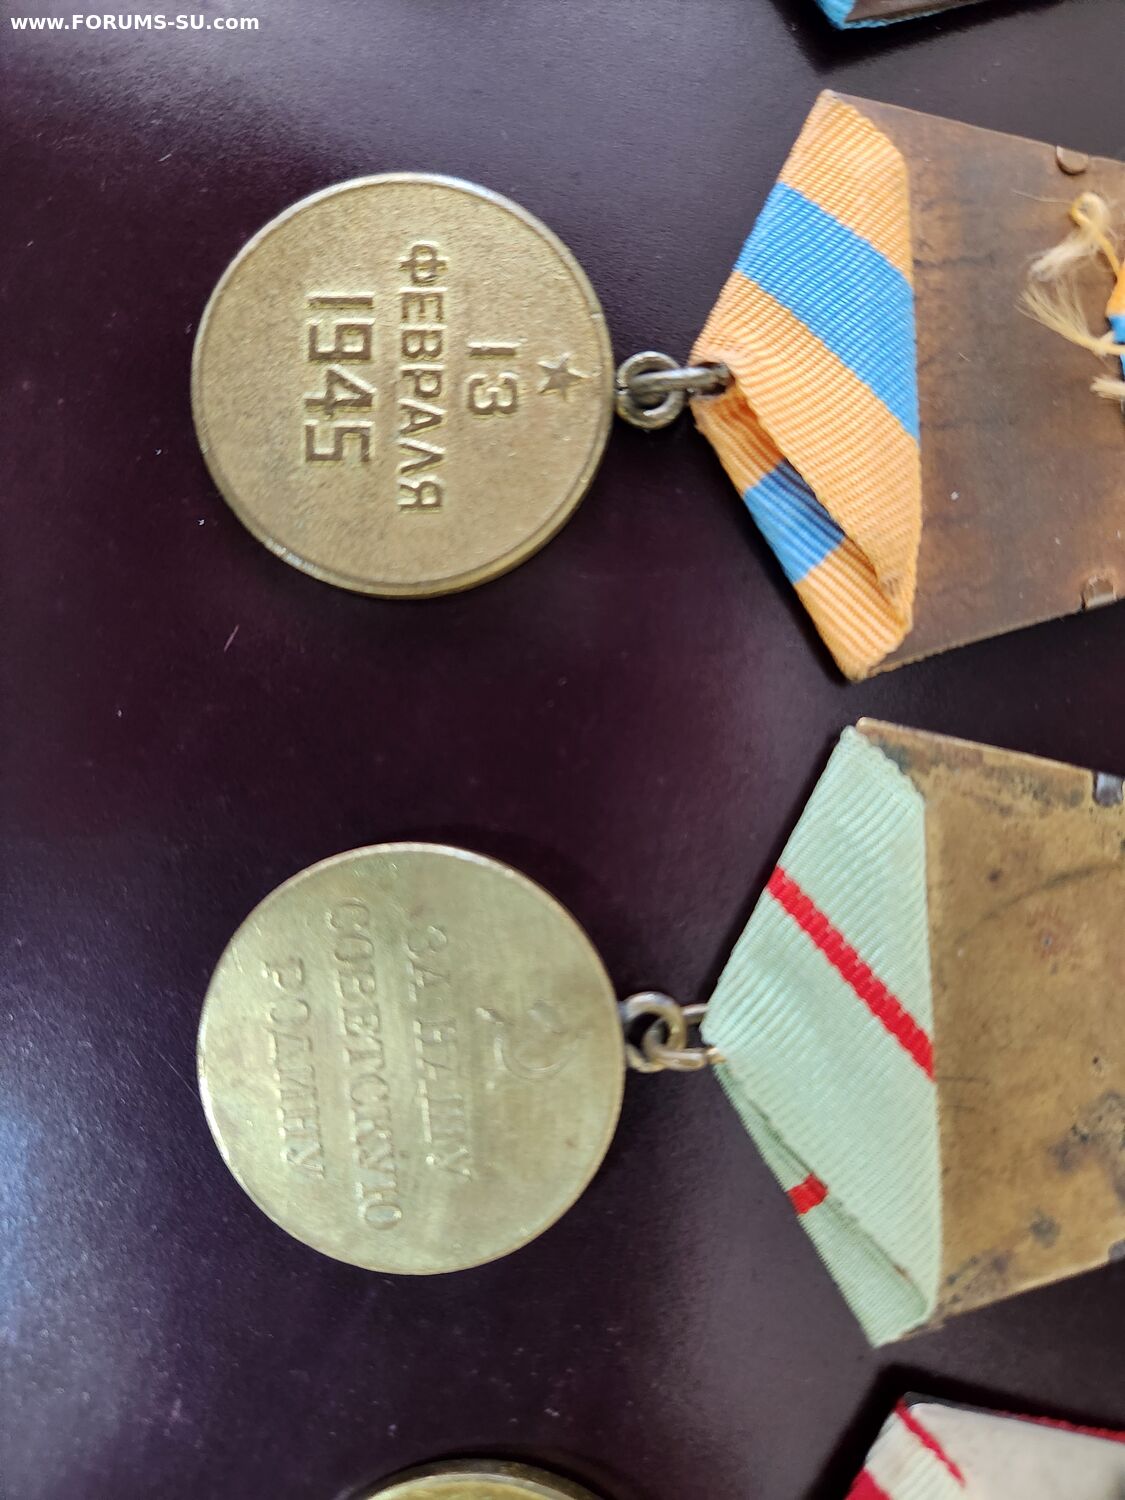 www.FORUMS-SU.com
13
ФЕВРАЛЯ
1945
ЗА НАШУ
СОВЕТСКУЮ
РОДИНУ